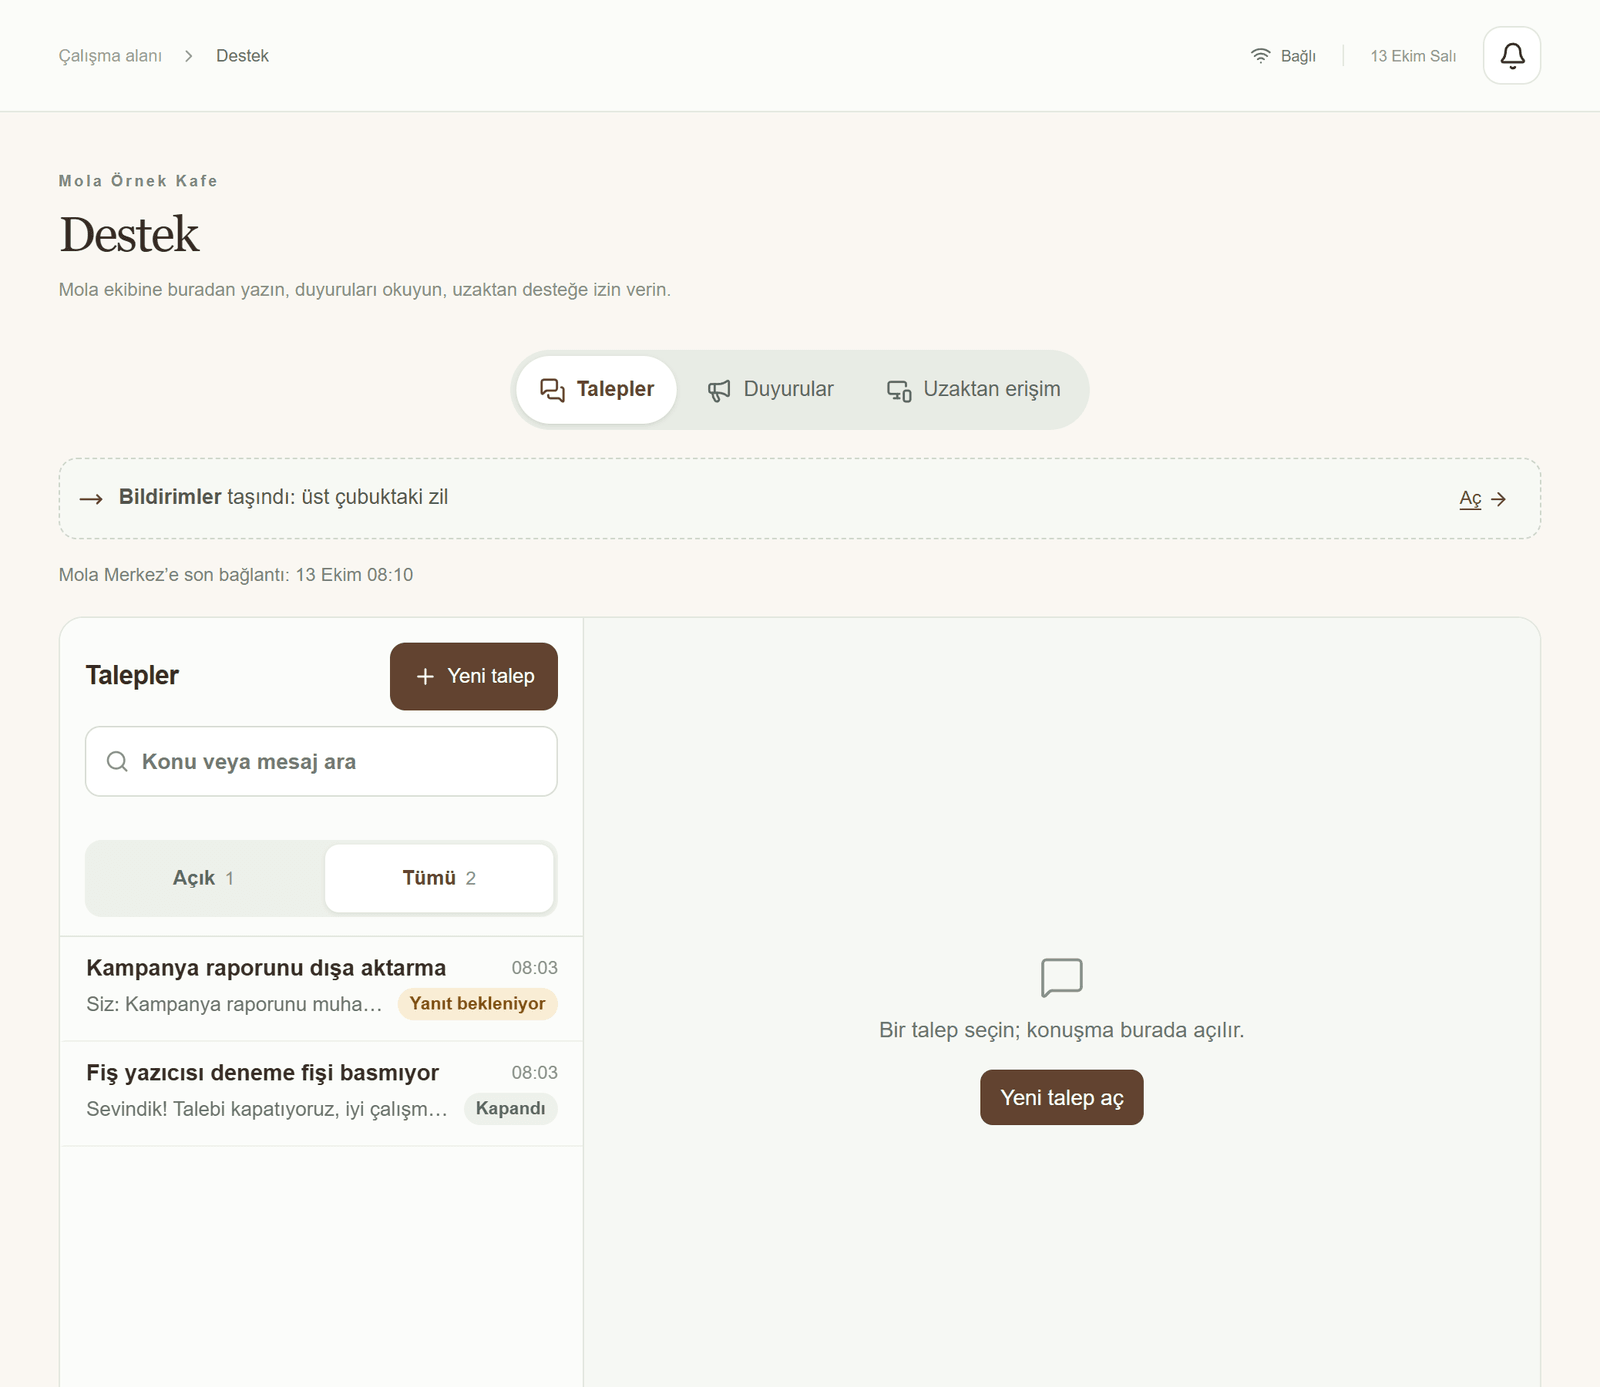 Çalışma alanı > Destek
Bağlı
13 Ekim Salı
Mola Örnek Kafe
Destek
Mola ekibine buradan yazın, duyuruları okuyun, uzaktan desteğe izin verin.
Talepler
Duyurular
Uzaktan erişim
→ Bildirimler taşındı: üst çubuktaki zil
Aç →
Mola Merkez’e son bağlantı: 13 Ekim 08:10
Talepler
+ Yeni talep
Konu veya mesaj ara
Açık 1
Tümü 2
Kampanya raporunu dışa aktarma 08:03
Siz: Kampanya raporunu muha… Yanıt bekleniyor
Fiş yazıcısı deneme fişi basmıyor 08:03
Sevindik! Talebi kapatıyoruz, iyi çalışm… Kapandı
Bir talep seçin; konuşma burada açılır.
Yeni talep aç